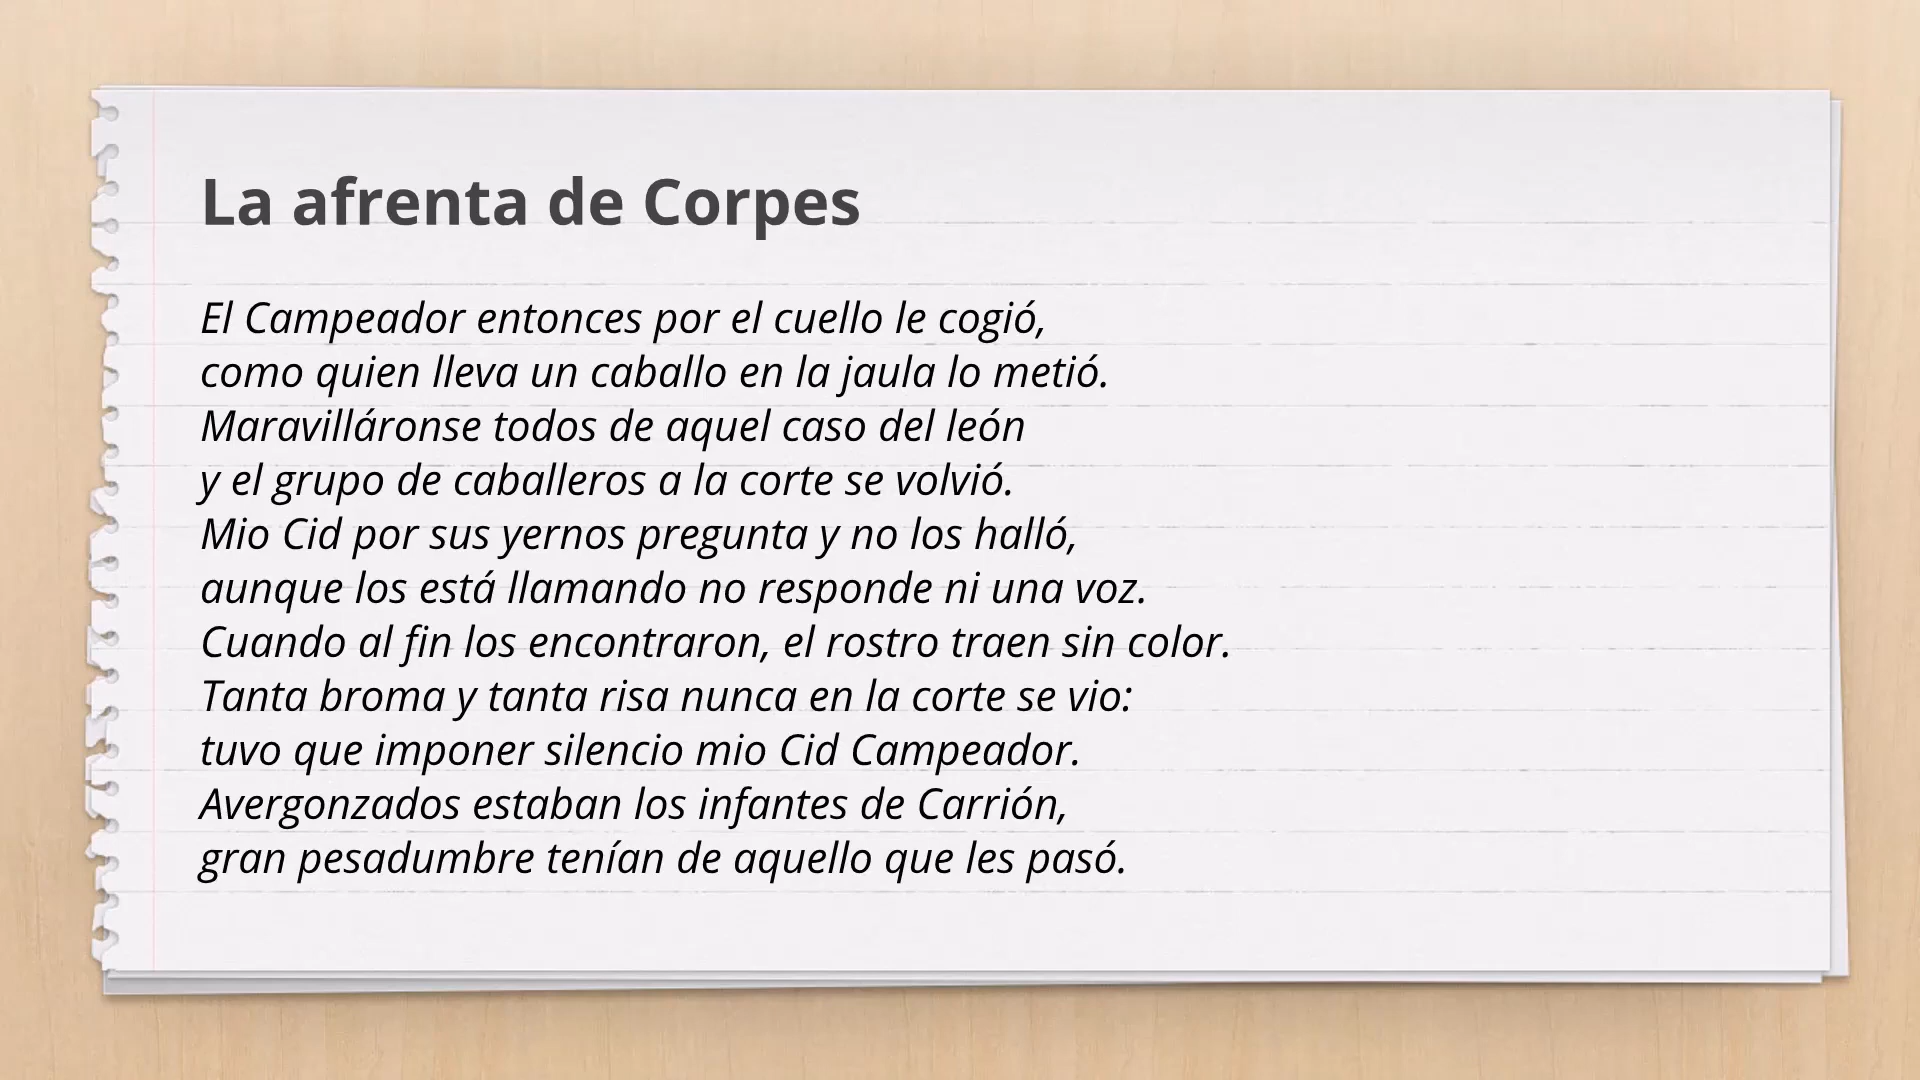 La afrenta de Corpes
El Campeador entonces por el cuello le cogió,
como quien lleva un caballo en la jaula lo metió.
Maravilláronse todos de aquel caso del león
y el grupo de caballeros a la corte se volvió.
Mio Cid por sus yernos pregunta y no los halló,
aunque los está llamando no responde ni una voz.
Cuando al fin los encontraron, el rostro traen sin color.
Tanta broma y tanta risa nunca en la corte se vio:
tuvo que imponer silencio mio Cid Campeador.
Avergonzados estaban los infantes de Carrión,
gran pesadumbre tenían de aquello que les pasó.